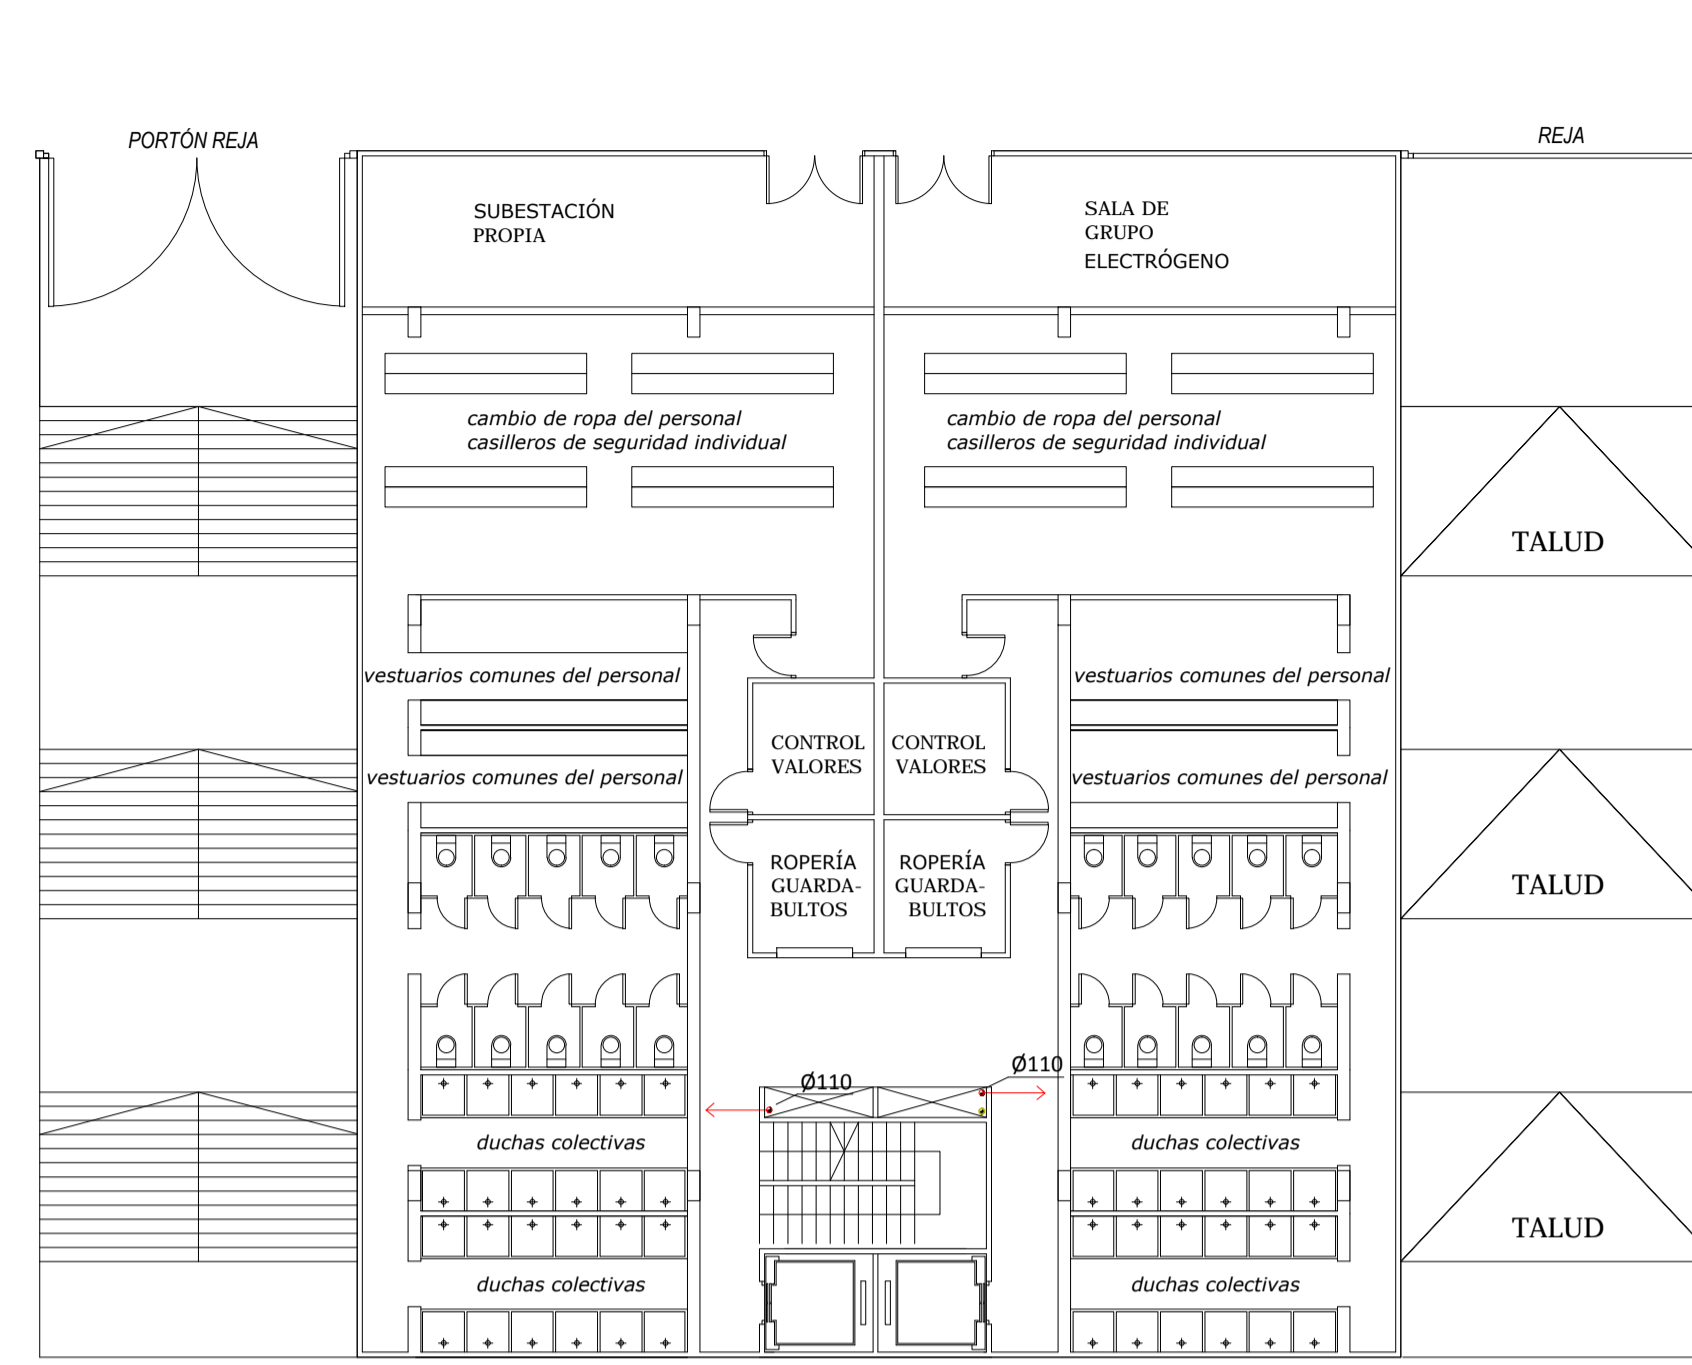 PORTÓN REJA
REJA
SUBESTACIÓN
PROPIA
SALA DE
GRUPO
ELECTRÓGENO
cambio de ropa del personal
casilleros de seguridad individual
cambio de ropa del personal
casilleros de seguridad individual
TALUD
vestuarios comunes del personal
vestuarios comunes del personal
CONTROL
VALORES
CONTROL
VALORES
vestuarios comunes del personal
vestuarios comunes del personal
ROPERÍA
GUARDA-
BULTOS
ROPERÍA
GUARDA-
BULTOS
TALUD
Ø110
Ø110
duchas colectivas
duchas colectivas
TALUD
duchas colectivas
duchas colectivas